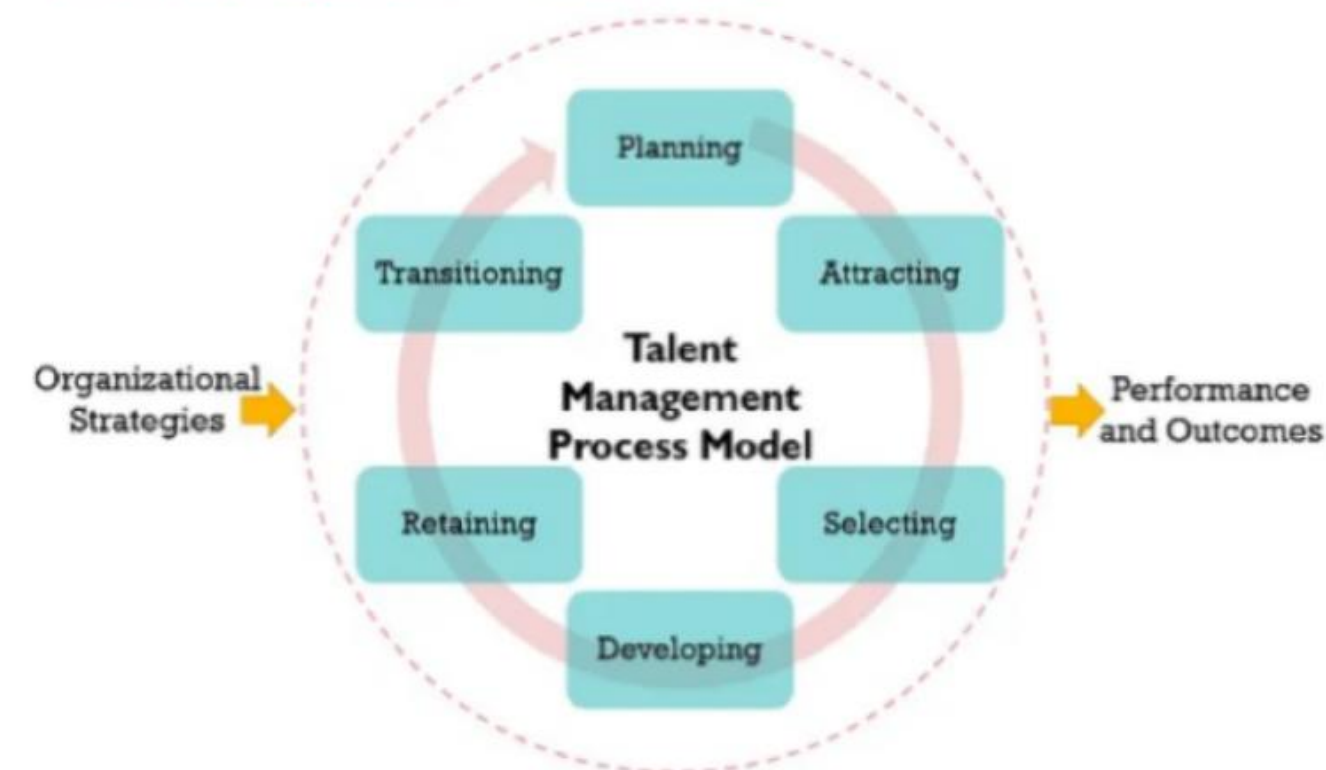 Planning
Transitioning
Attracting
Talent
Management
Process Model
Organizational
Strategies
Performance
and Outcomes
Retaining
Selecting
Developing